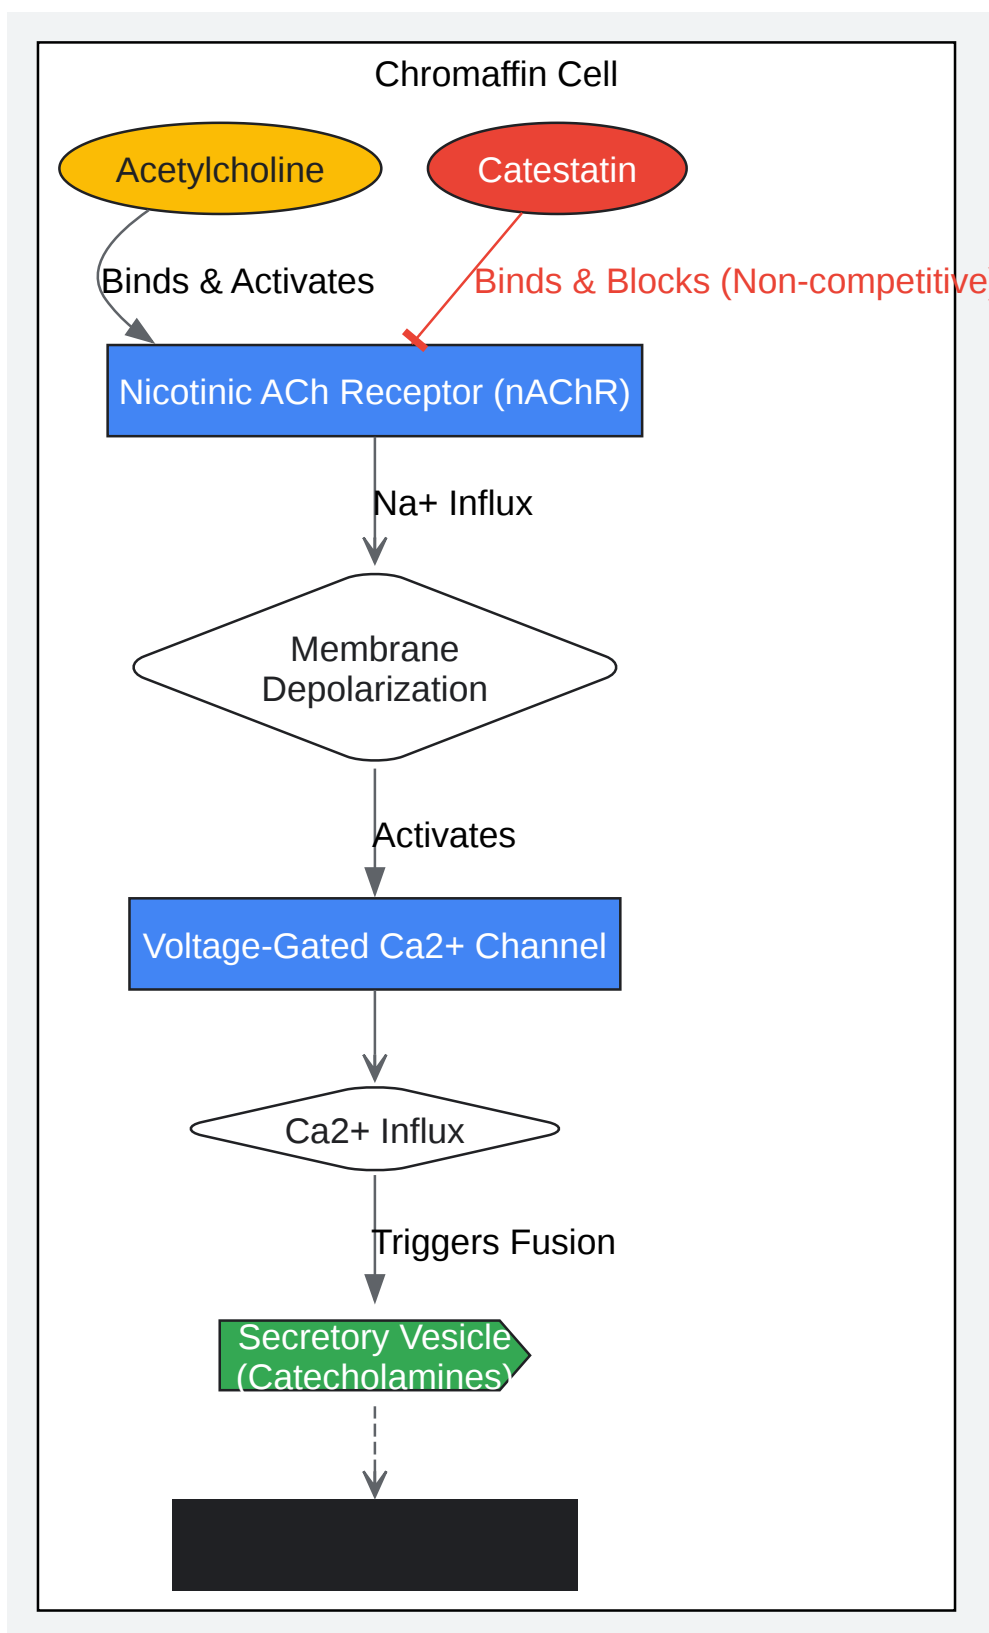 Chromaffin Cell
Acetylcholine
Catestatin
Binds & Activates
Binds & Blocks (Non-competitive)
Nicotinic ACh Receptor (nAChR)
Na+ Influx
Membrane
Depolarization
Activates
Voltage-Gated Ca2+ Channel
Ca2+ Influx
Triggers Fusion
Secretory Vesicle
(Catecholamines)